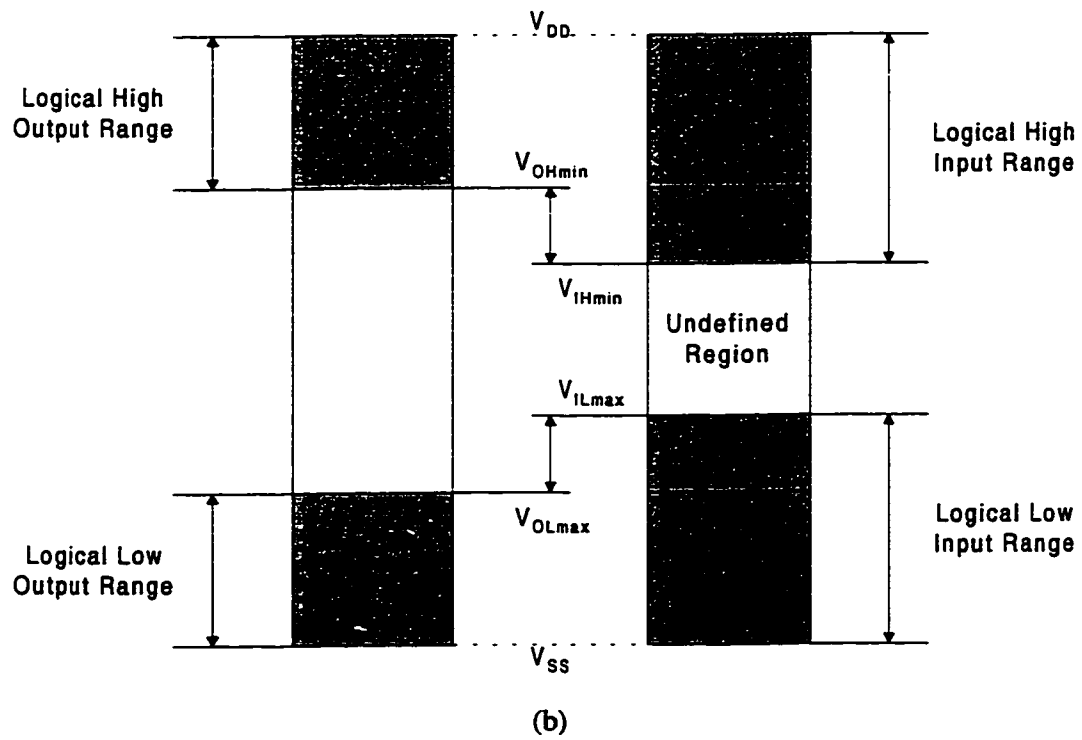 V_DD
Logical High
Output Range
Logical High
Input Range
V_OHmin
V_IHmin
Undefined
Region
V_ILmax
V_OLmax
Logical Low
Output Range
Logical Low
Input Range
V_SS
(b)